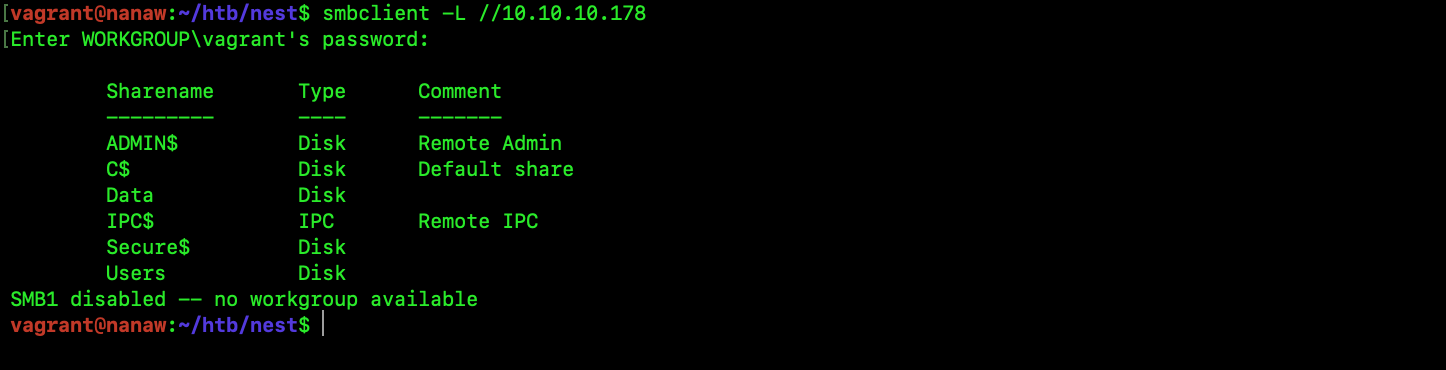 [vagrant@nanaw:~/htb/nest$ smbclient -L //10.10.10.178
[Enter WORKGROUP\vagrant's password:
Sharename Type Comment
--------- ---- -------
ADMIN$ Disk Remote Admin
C$ Disk Default share
Data Disk
IPC$ IPC Remote IPC
Secure$ Disk
Users Disk
SMB1 disabled -- no workgroup available
vagrant@nanaw:~/htb/nest$